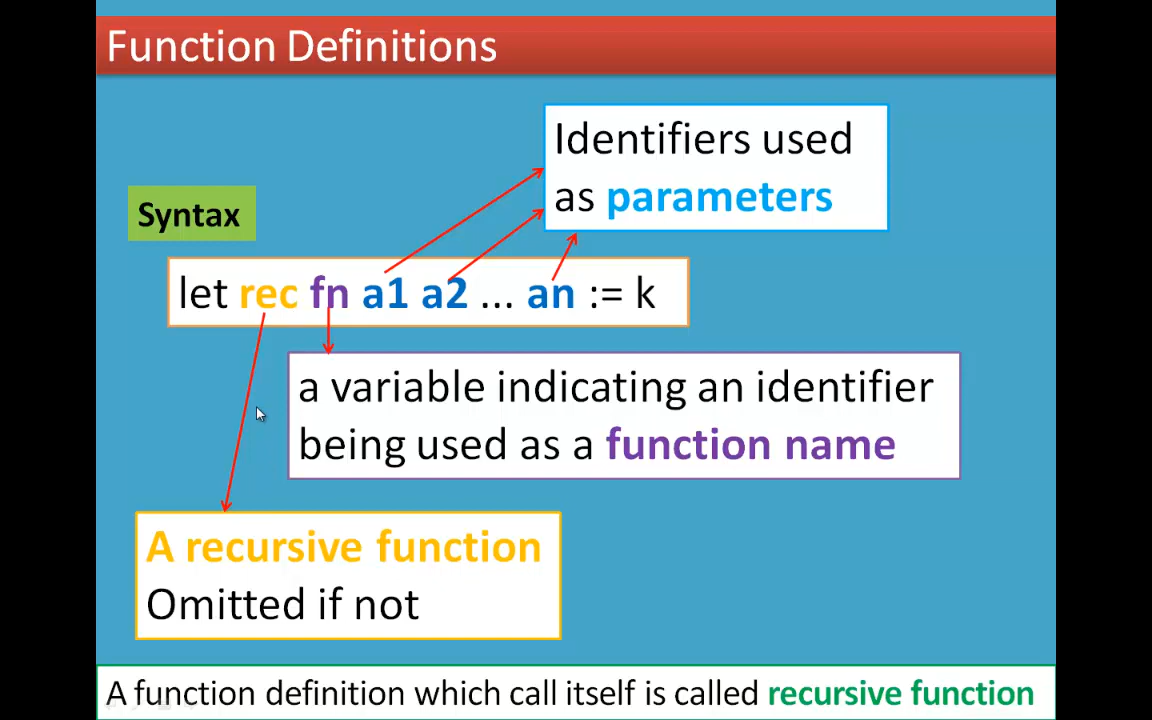 Function Definitions
Identifiers used
as parameters
Syntax
let rec fn a1 a2 ... an := k
a variable indicating an identifier
being used as a function name
A recursive function
Omitted if not
A function definition which call itself is called recursive function